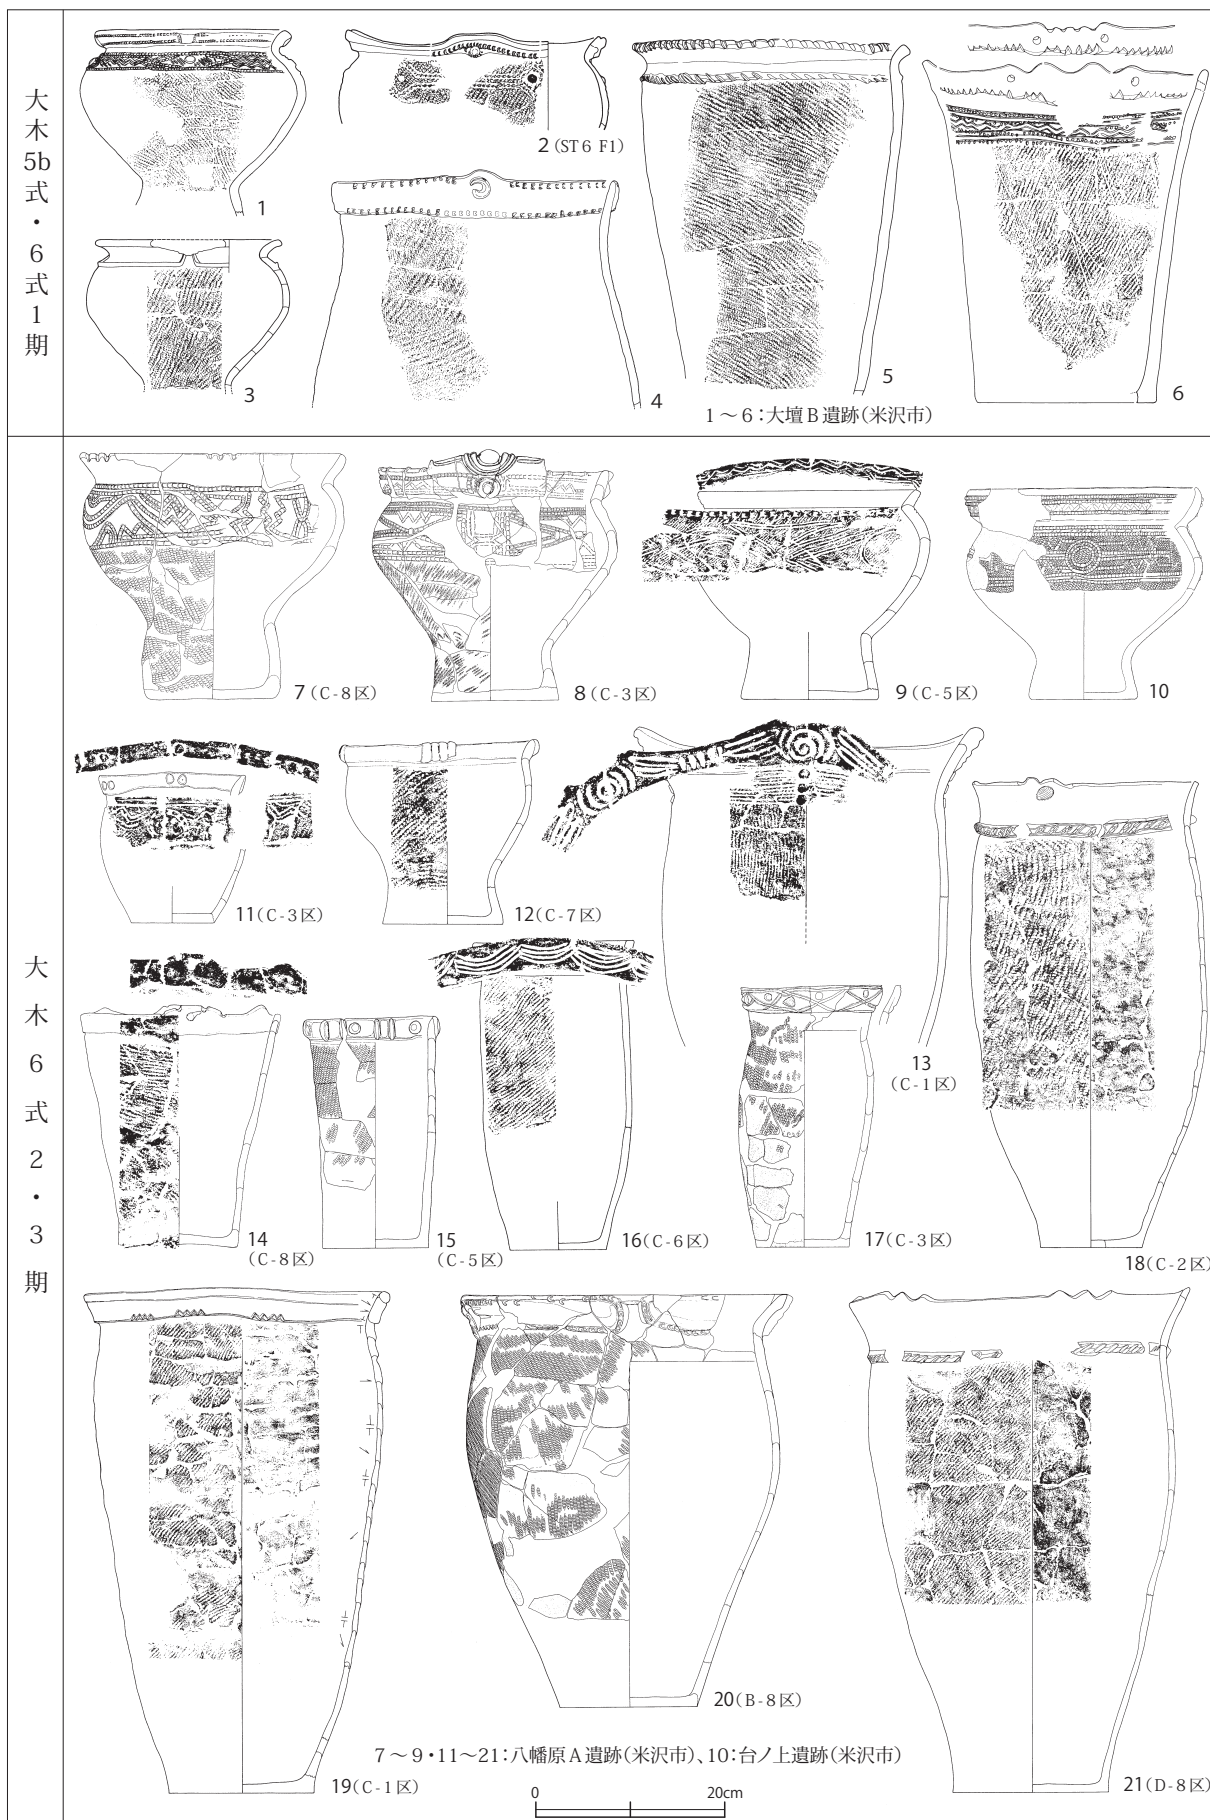 大木5b式・6式1期
1
2 (ST 6 F1)
3
4
5
6
1～6：大壇B遺跡(米沢市)
大木6式2・3期
7 (C-8区)
8 (C-3区)
9 (C-5区)
10
11 (C-3区)
12 (C-7区)
13
(C-1区)
14
(C-8区)
15
(C-5区)
16 (C-6区)
17 (C-3区)
18 (C-2区)
19 (C-1区)
20 (B-8区)
21 (D-8区)
7～9・11～21：八幡原A遺跡(米沢市)、10：台ノ上遺跡(米沢市)
0 20cm